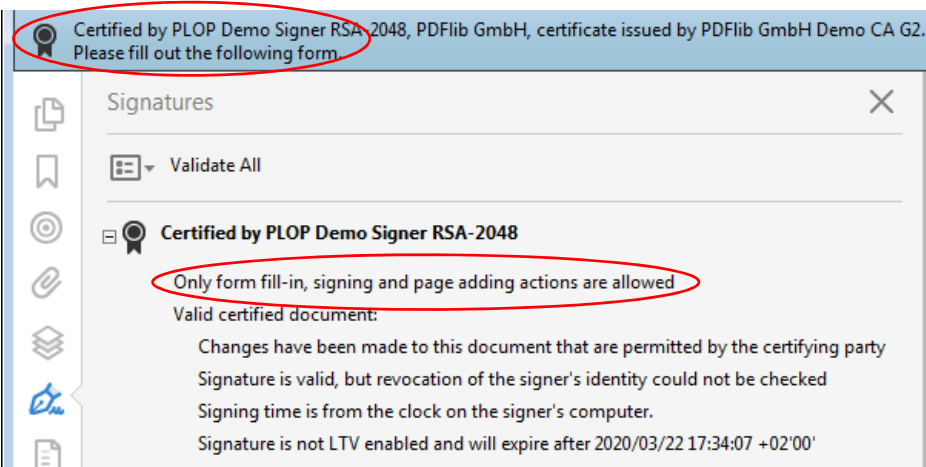 Certified by PLOP Demo Signer RSA-2048, PDFlib GmbH, certificate issued by PDFlib GmbH Demo CA G2.
Please fill out the following form.
Signatures
Validate All
Certified by PLOP Demo Signer RSA-2048
Only form fill-in, signing and page adding actions are allowed
Valid certified document:
Changes have been made to this document that are permitted by the certifying party
Signature is valid, but revocation of the signer's identity could not be checked
Signing time is from the clock on the signer's computer.
Signature is not LTV enabled and will expire after 2020/03/22 17:34:07 +02'00'